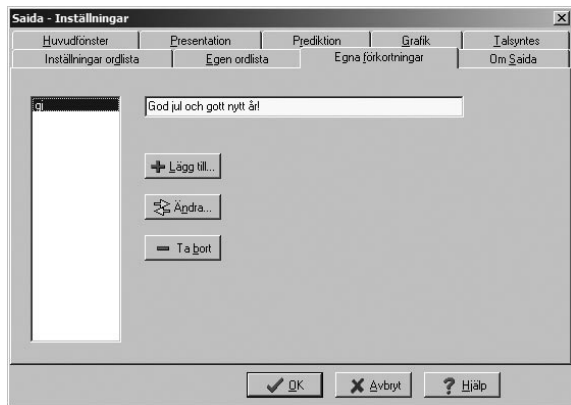 Saida - Inställningar
Huvudfönster Presentation Prediktion Grafik Talsyntes
Inställningar ordlista Egen ordlista Egna förkortningar Om Saida
gj God jul och gott nytt år!
Lägg till...
Ändra...
Ta bort
OK Avbryt Hjälp